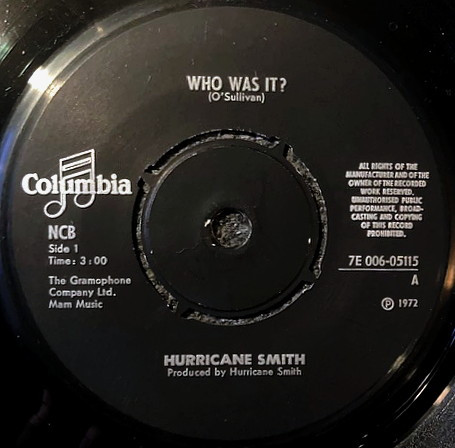 WHO WAS IT?
(O'Sullivan)
Columbia
NCB
Side 1
Time: 3:00
The Gramophone
Company Ltd.
Mam Music
ALL RIGHTS OF THE
MANUFACTURER AND OF THE
OWNER OF THE RECORDED
WORK RESERVED.
UNAUTHORISED PUBLIC
PERFORMANCE, BROAD-
CASTING AND COPYING
OF THIS RECORD
PROHIBITED.
7E 006-05115
A
℗ 1972
HURRICANE SMITH
Produced by Hurricane Smith